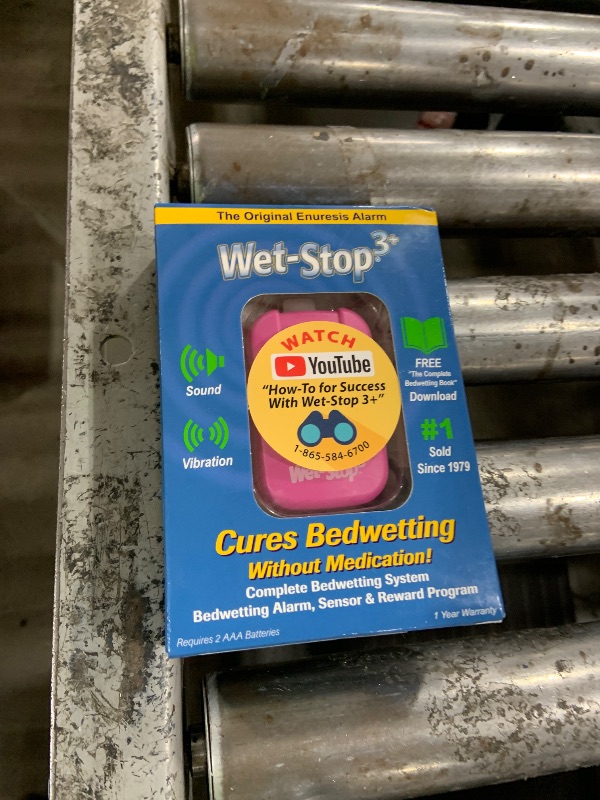 The Original Enuresis Alarm
Wet-Stop3+
WATCH
YouTube
"How-To for Success
With Wet-Stop 3+"
1-865-584-6700
Wet-Stop3
Sound
Vibration
FREE
"The Complete
Bedwetting Book"
Download
#1
Sold
Since 1979
Cures Bedwetting
Without Medication!
Complete Bedwetting System
Bedwetting Alarm, Sensor & Reward Program
Requires 2 AAA Batteries
1 Year Warranty